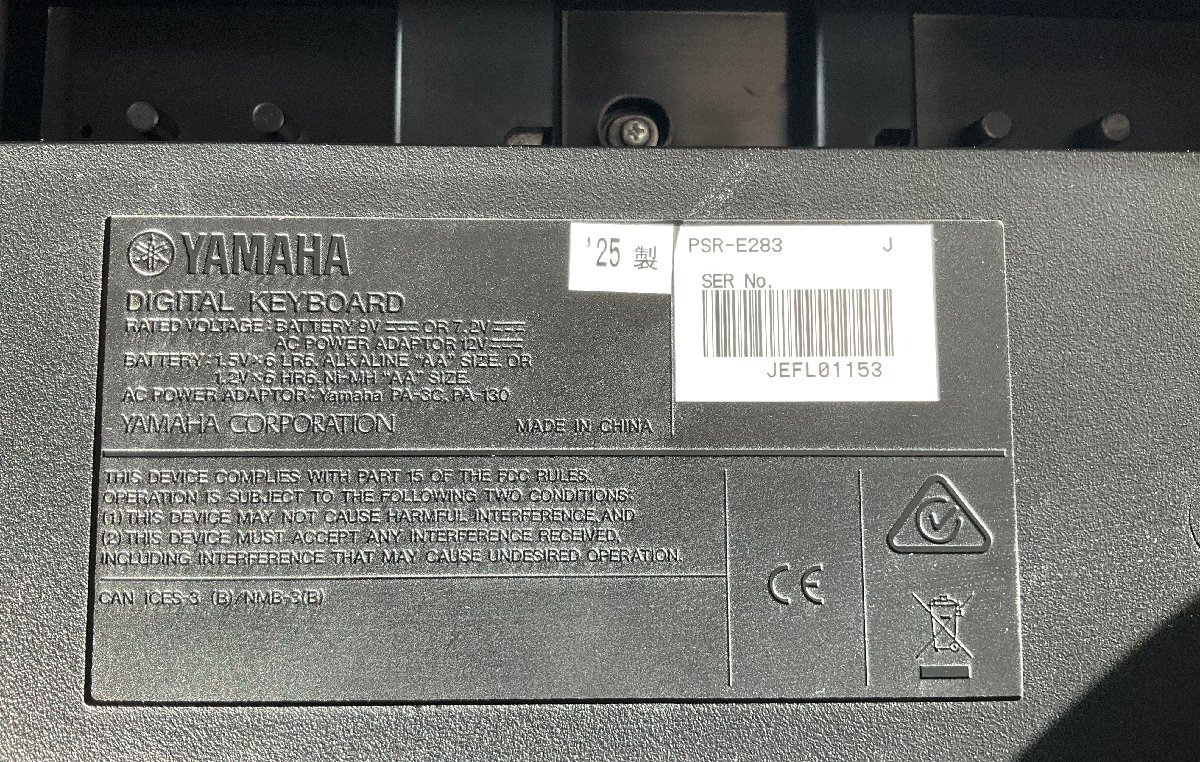 YAMAHA
DIGITAL KEYBOARD
RATED VOLTAGE: BATTERY 9V⎓ OR 7.2V⎓
AC POWER ADAPTOR 12V⎓
BATTERY: 1.5V×6 LR6, ALKALINE "AA" SIZE. OR
1.2V×6 HR6, Ni-MH "AA" SIZE.
AC POWER ADAPTOR: Yamaha PA-3C, PA-130
YAMAHA CORPORATION
MADE IN CHINA
'25 製
PSR-E283 J
SER No.
JEFL01153
THIS DEVICE COMPLIES WITH PART 15 OF THE FCC RULES.
OPERATION IS SUBJECT TO THE FOLLOWING TWO CONDITIONS:
(1) THIS DEVICE MAY NOT CAUSE HARMFUL INTERFERENCE, AND
(2) THIS DEVICE MUST ACCEPT ANY INTERFERENCE RECEIVED,
INCLUDING INTERFERENCE THAT MAY CAUSE UNDESIRED OPERATION.
CAN ICES-3 (B)/NMB-3(B)
CE